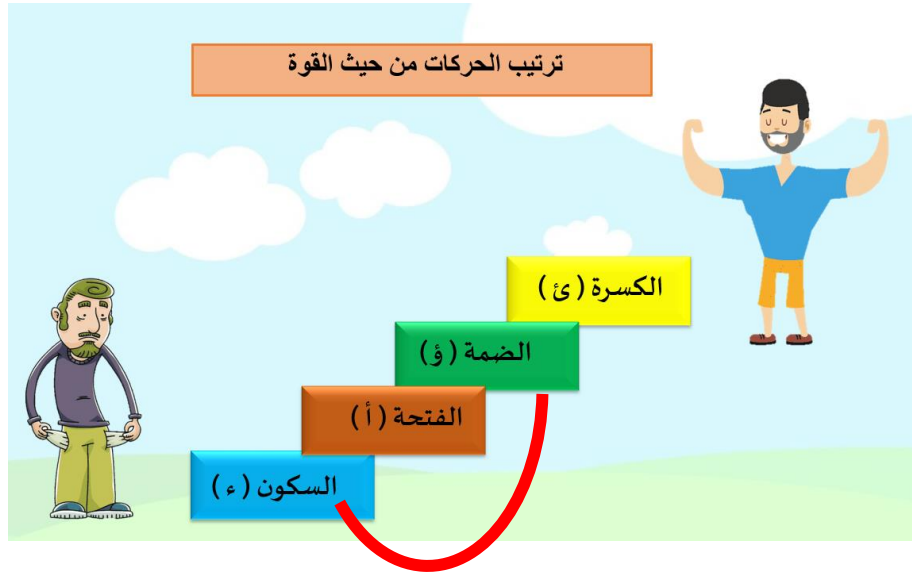 ترتيب الحركات من حيث القوة
الكسرة ( ئ )
الضمة ( ؤ )
الفتحة ( أ )
السكون ( ء )